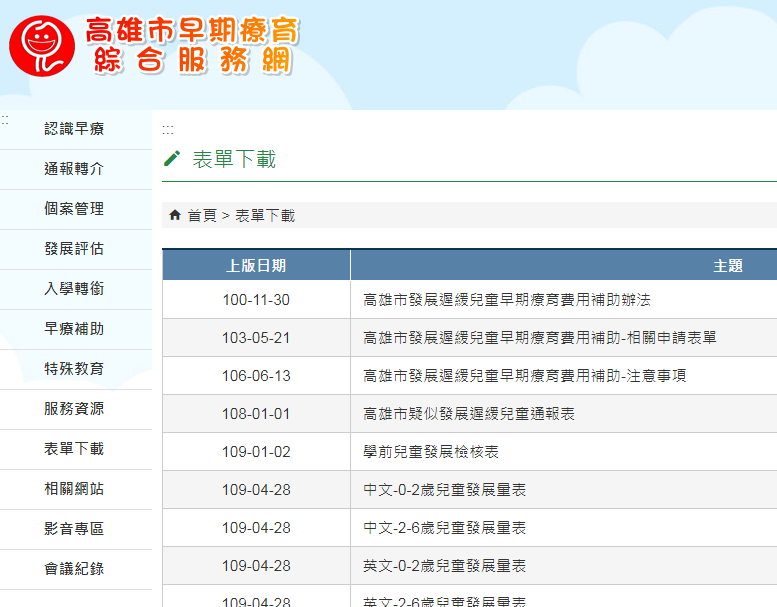 高雄市早期療育
綜合服務網
:::
認識早療
通報轉介
個案管理
發展評估
入學轉銜
早療補助
特殊教育
服務資源
表單下載
相關網站
影音專區
會議紀錄
:::
表單下載
首頁 > 表單下載
上版日期 主題
100-11-30 高雄市發展遲緩兒童早期療育費用補助辦法
103-05-21 高雄市發展遲緩兒童早期療育費用補助-相關申請表單
106-06-13 高雄市發展遲緩兒童早期療育費用補助-注意事項
108-01-01 高雄市疑似發展遲緩兒童通報表
109-01-02 學前兒童發展檢核表
109-04-28 中文-0-2歲兒童發展量表
109-04-28 中文-2-6歲兒童發展量表
109-04-28 英文-0-2歲兒童發展量表
109-04-28 英文-2-6歲兒童發展量表